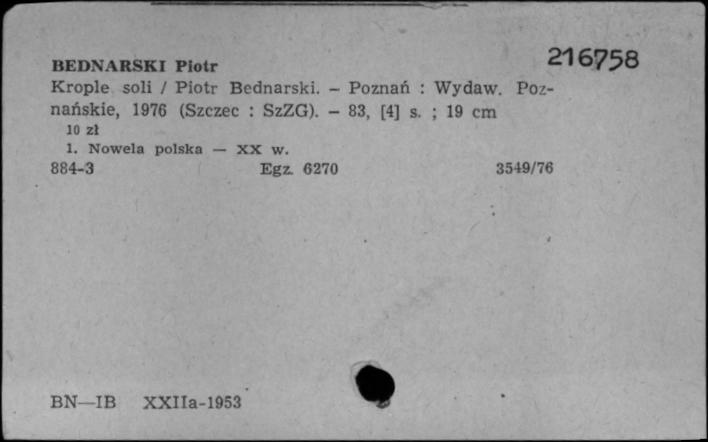 216758
BEDNARSKI Piotr
Krople soli / Piotr Bednarski. – Poznań : Wydaw. Poz-
nańskie, 1976 (Szczec : SzZG). – 83, [4] s. ; 19 cm
10 zł
1. Nowela polska — XX w.
884-3 Egz. 6270 3549/76
BN—IB XXIIa-1953